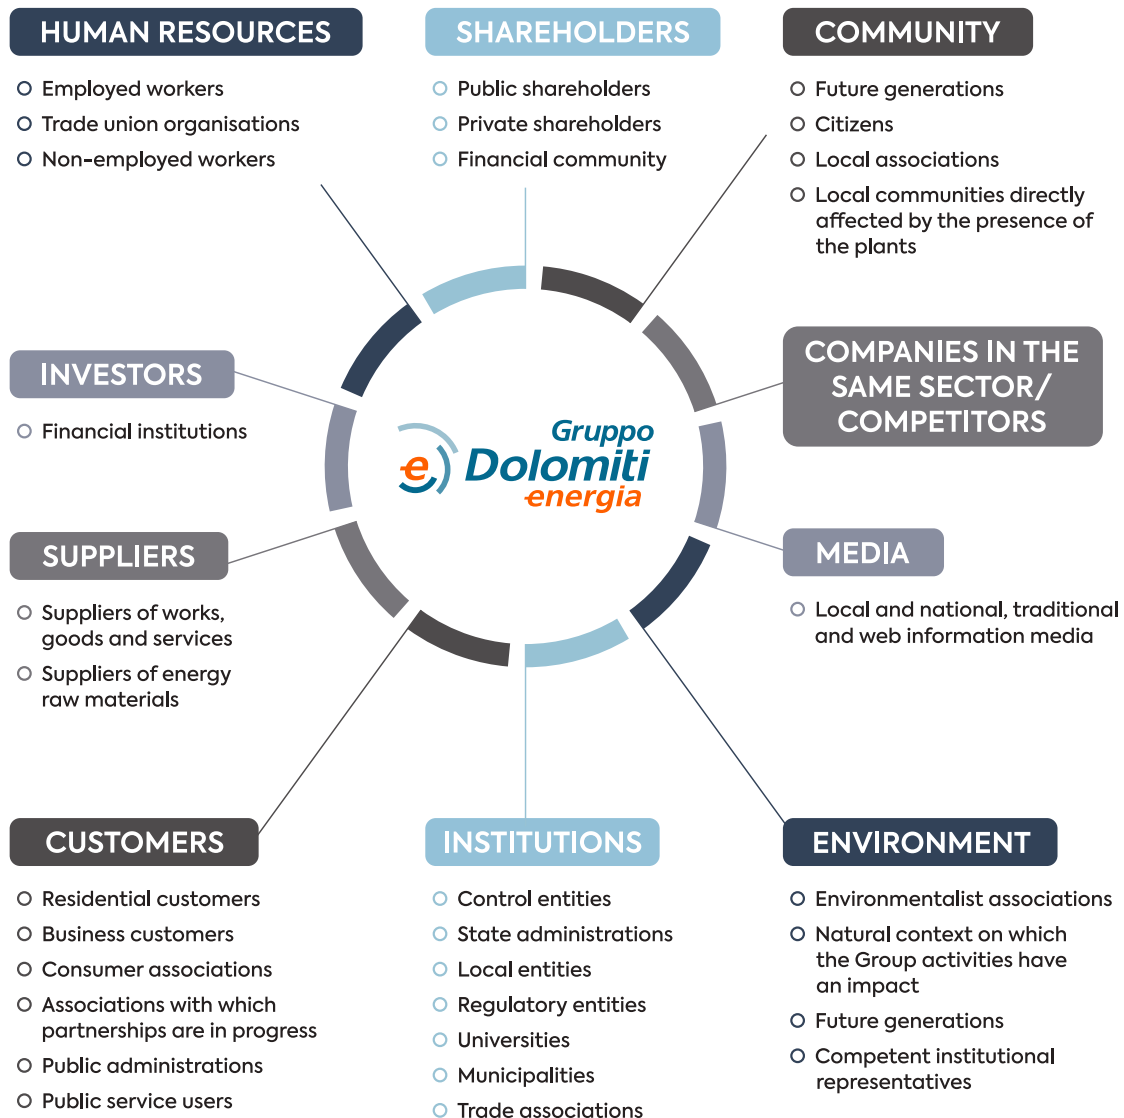 HUMAN RESOURCES
Employed workers
Trade union organisations
Non-employed workers
SHAREHOLDERS
Public shareholders
Private shareholders
Financial community
COMMUNITY
Future generations
Citizens
Local associations
Local communities directly
affected by the presence of
the plants
INVESTORS
Financial institutions
Gruppo
e Dolomiti
energia
COMPANIES IN THE
SAME SECTOR/
COMPETITORS
SUPPLIERS
Suppliers of works,
goods and services
Suppliers of energy
raw materials
MEDIA
Local and national, traditional
and web information media
CUSTOMERS
Residential customers
Business customers
Consumer associations
Associations with which
partnerships are in progress
Public administrations
Public service users
INSTITUTIONS
Control entities
State administrations
Local entities
Regulatory entities
Universities
Municipalities
Trade associations
ENVIRONMENT
Environmentalist associations
Natural context on which
the Group activities have
an impact
Future generations
Competent institutional
representatives